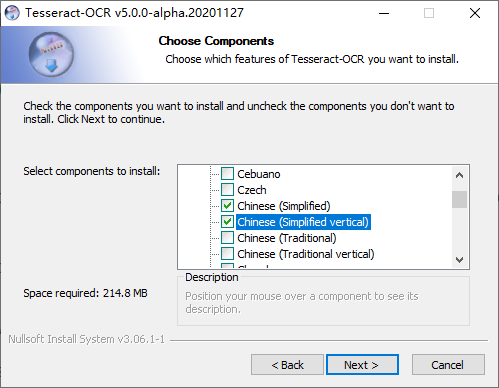 Tesseract-OCR v5.0.0-alpha.20201127
Choose Components
Choose which features of Tesseract-OCR you want to install.
Check the components you want to install and uncheck the components you don't want to
install. Click Next to continue.
Select components to install:
Cebuano
Czech
Chinese (Simplified)
Chinese (Simplified vertical)
Chinese (Traditional)
Chinese (Traditional vertical)
Space required: 214.8 MB
Description
Position your mouse over a component to see its
description.
Nullsoft Install System v3.06.1-1
< Back
Next >
Cancel